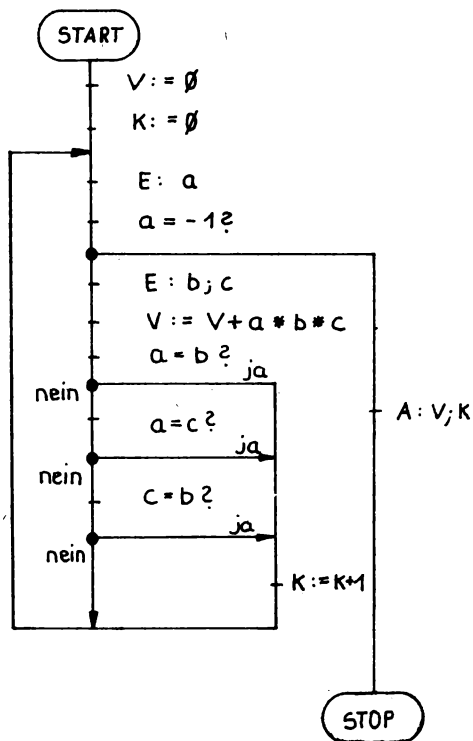 START
V:=Ø
K:=Ø
E: a
a=-1?
E: b; c
V:= V+a*b*c
a=b?
ja
nein
a=c?
A: V; K
ja
nein
c=b?
ja
nein
K:=K+1
STOP